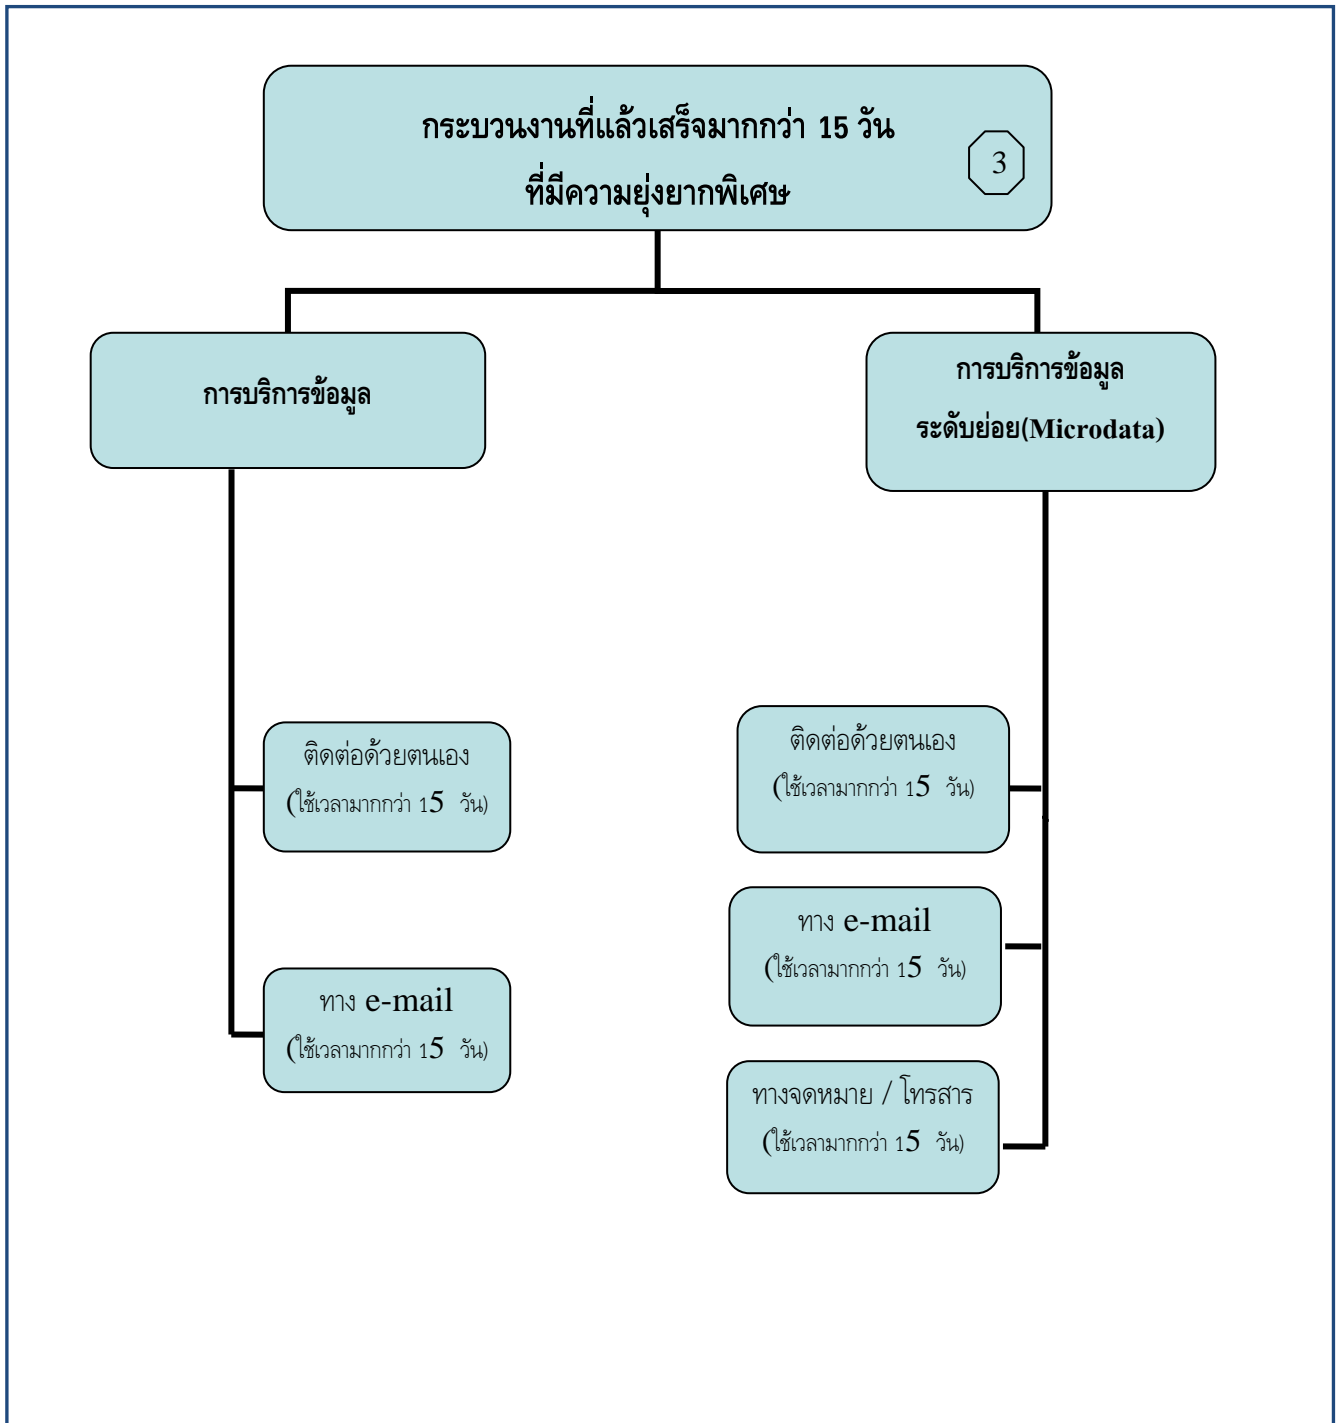 กระบวนงานที่แล้วเสร็จมากกว่า 15 วัน
ที่มีความยุ่งยากพิเศษ
3
การบริการข้อมูล
ติดต่อด้วยตนเอง
(ใช้เวลามากกว่า 15 วัน)
ทาง e-mail
(ใช้เวลามากกว่า 15 วัน)
การบริการข้อมูล
ระดับย่อย(Microdata)
ติดต่อด้วยตนเอง
(ใช้เวลามากกว่า 15 วัน)
ทาง e-mail
(ใช้เวลามากกว่า 15 วัน)
ทางจดหมาย / โทรสาร
(ใช้เวลามากกว่า 15 วัน)